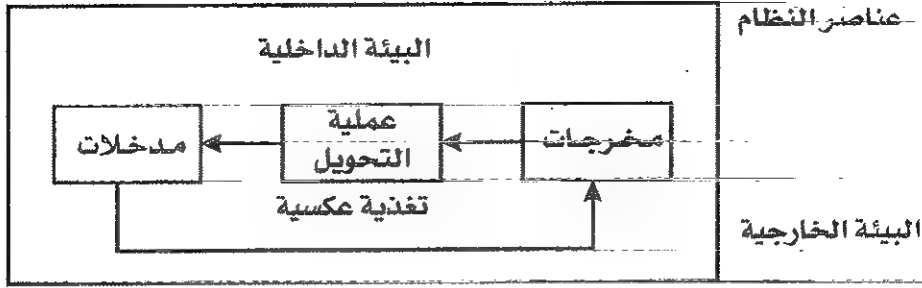 عناصر النظام
البيئة الداخلية
مخرجات
عملية
التحويل
مدخلات
تغذية عكسية
البيئة الخارجية